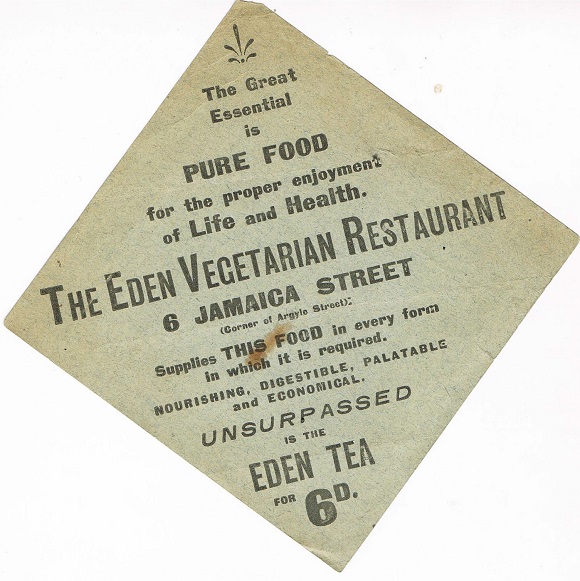 The Great
Essential
is
PURE FOOD
for the proper enjoyment
of Life and Health.
THE EDEN VEGETARIAN RESTAURANT
6 JAMAICA STREET
(Corner of Argyle Street):
Supplies THIS FOOD in every form
in which it is required.
NOURISHING, DIGESTIBLE, PALATABLE
and ECONOMICAL.
UNSURPASSED
IS THE
EDEN TEA
FOR 6D.